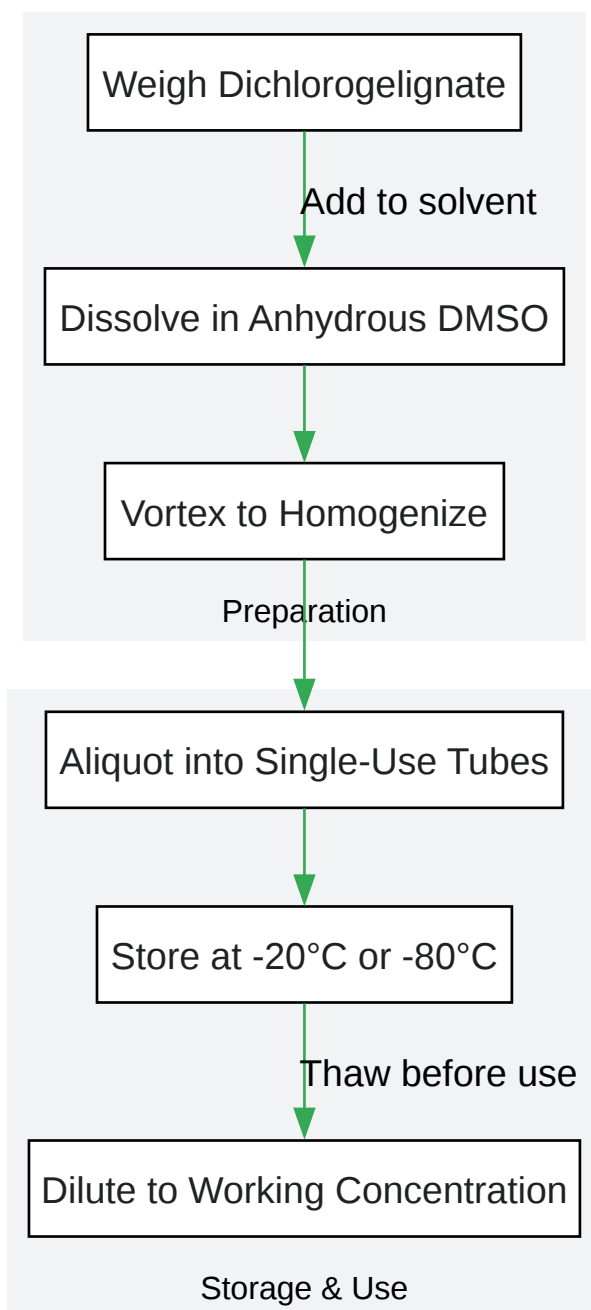 Weigh Dichlorogelignate
Add to solvent
Dissolve in Anhydrous DMSO
Vortex to Homogenize
Preparation
Aliquot into Single-Use Tubes
Store at -20°C or -80°C
Thaw before use
Dilute to Working Concentration
Storage & Use